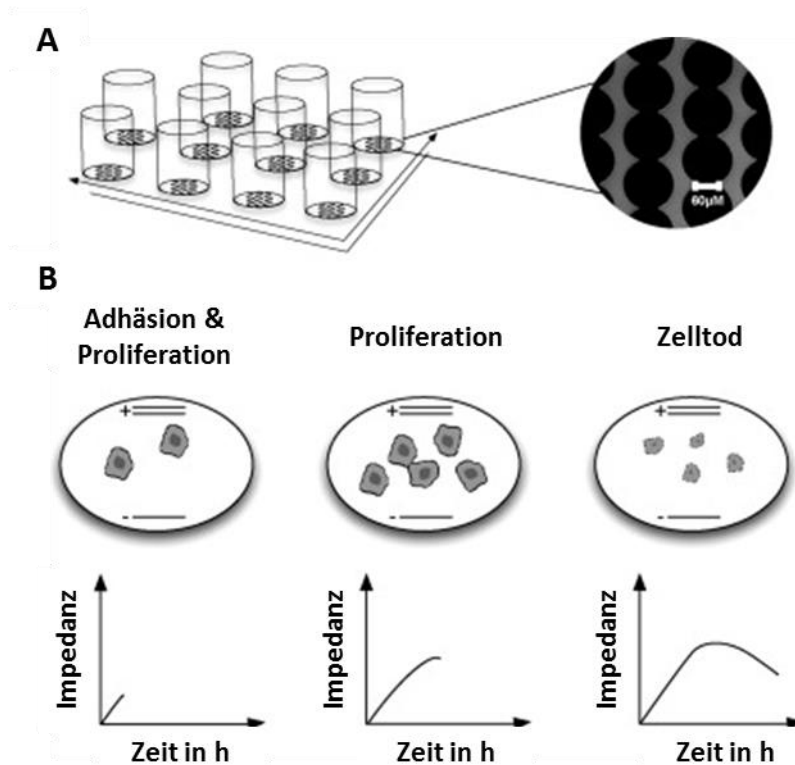 A
60µM
B
Adhäsion &
Proliferation
Proliferation
Zelltod
+
+
+
-
-
-
Impedanz
Impedanz
Impedanz
Zeit in h
Zeit in h
Zeit in h